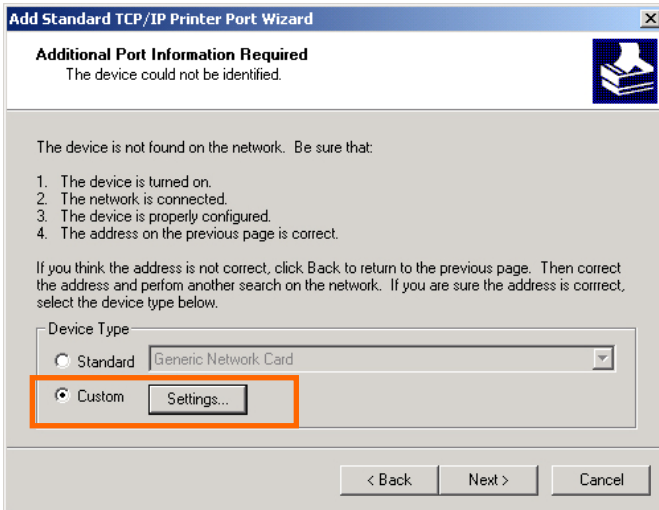 Add Standard TCP/IP Printer Port Wizard
Additional Port Information Required
The device could not be identified.
The device is not found on the network. Be sure that:
1. The device is turned on.
2. The network is connected.
3. The device is properly configured.
4. The address on the previous page is correct.
If you think the address is not correct, click Back to return to the previous page. Then correct
the address and perfom another search on the network. If you are sure the address is corrrect,
select the device type below.
Device Type
Standard Generic Network Card
Custom Settings...
< Back Next > Cancel